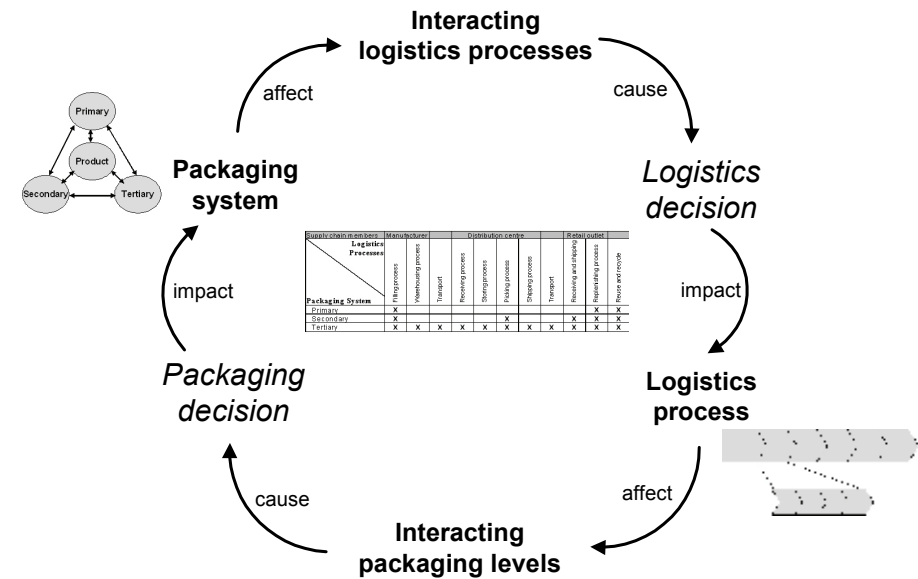 Interacting
logistics processes
affect
cause
Primary
Product
Secondary
Tertiary
Packaging
system
Logistics
decision
Supply chain members Manufacturer Distribution centre Retail outlet
Logistics
Processes
Filling process
Warehousing process
Transport
Receiving process
Storing process
Picking process
Shipping process
Transport
Receiving and shipping
Replenishing process
Reuse and recycle
Packaging System
Primary X X X
Secondary X X X X X
Tertiary X X X X X X X X X X X
impact
impact
Packaging
decision
Logistics
process
cause
affect
Interacting
packaging levels